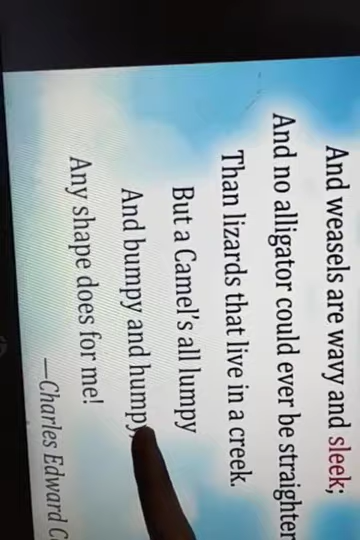 And weasels are wavy and sleek;
And no alligator could ever be straighter
Than lizards that live in a creek.
But a Camel's all lumpy
And bumpy and humpy,
Any shape does for me!
—Charles Edward